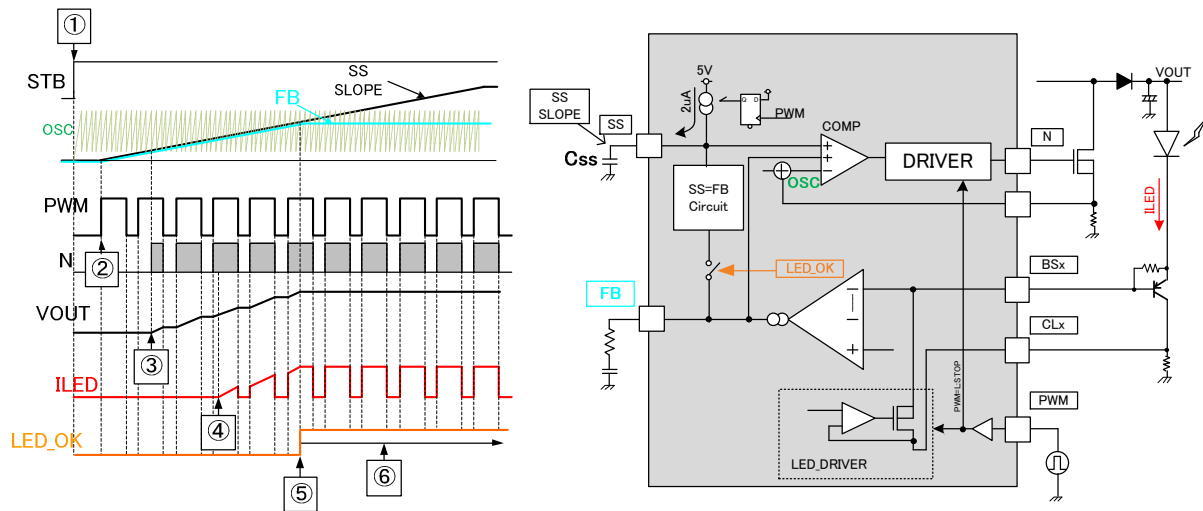 ①
STB
SS
SLOPE
FB
OSC
PWM
②
N
VOUT
③
ILED
④
LED_OK
⑤
⑥
SS
SLOPE
SS
Css
5V
2uA
Q D
PWM
COMP
OSC
DRIVER
SS=FB
Circuit
LED_OK
FB
PWM=L:STOP
LED_DRIVER
VOUT
N
ILED
BSx
CLx
PWM